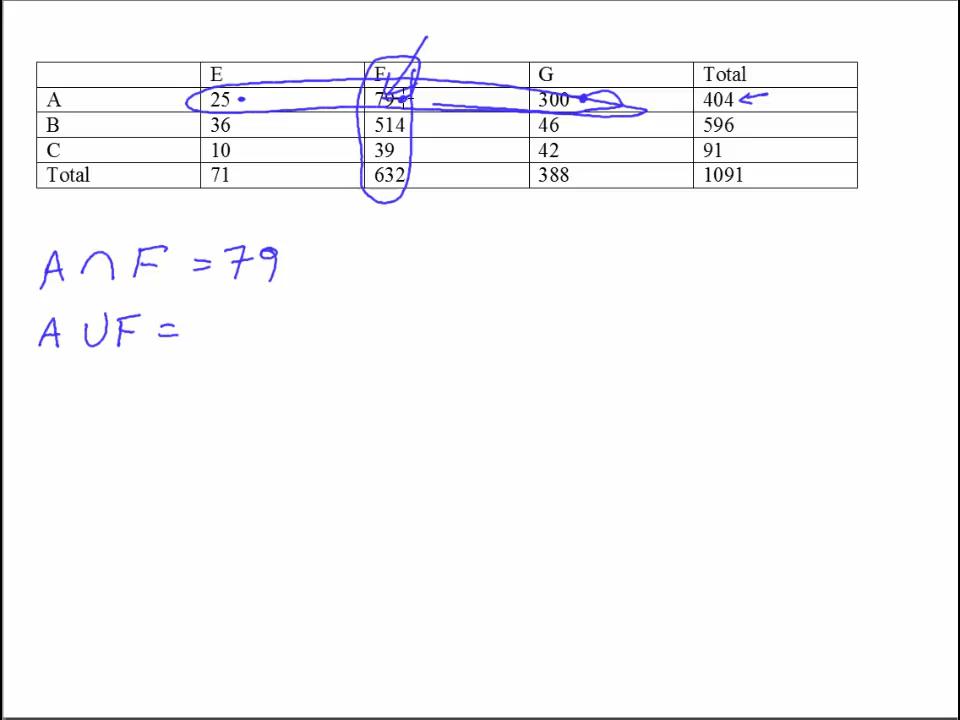 E F G Total
A 25 79 300 404
B 36 514 46 596
C 10 39 42 91
Total 71 632 388 1091
A ∩ F = 79
A ∪ F =